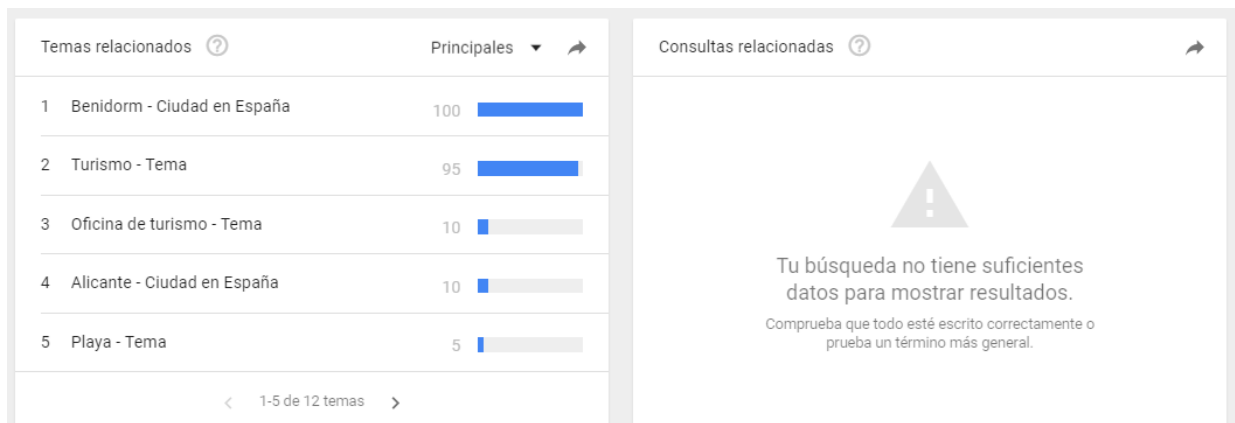 Temas relacionados ?
Principales
1 Benidorm - Ciudad en España 100
2 Turismo - Tema 95
3 Oficina de turismo - Tema 10
4 Alicante - Ciudad en España 10
5 Playa - Tema 5
< 1-5 de 12 temas >
Consultas relacionadas ?
Tu búsqueda no tiene suficientes
datos para mostrar resultados.
Comprueba que todo esté escrito correctamente o
prueba un término más general.